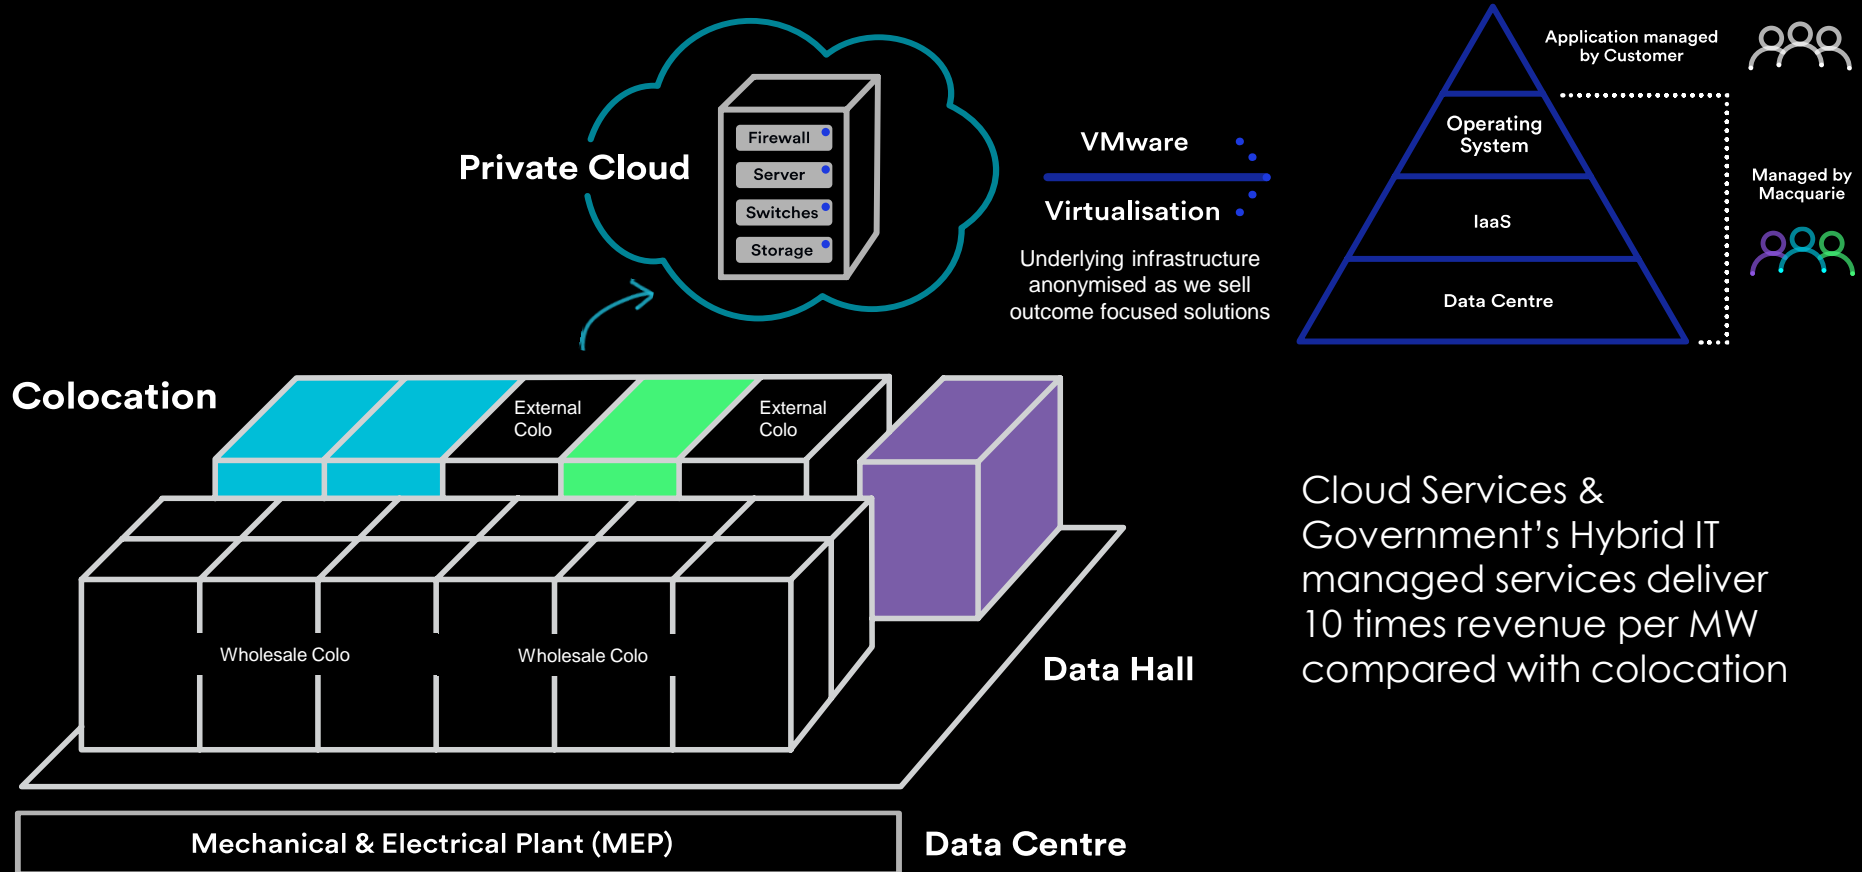 Private Cloud
Firewall
Server
Switches
Storage
VMware
Virtualisation
Underlying infrastructure
anonymised as we sell
outcome focused solutions
Application managed
by Customer
Operating
System
IaaS
Data Centre
Managed by
Macquarie
Colocation
External
Colo
External
Colo
Wholesale Colo
Wholesale Colo
Data Hall
Cloud Services &
Government’s Hybrid IT
managed services deliver
10 times revenue per MW
compared with colocation
Mechanical & Electrical Plant (MEP)
Data Centre